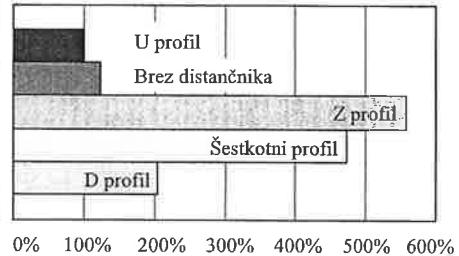 U profil
Brez distančnika
Z profil
Šestkotni profil
D profil
0% 100% 200% 300% 400% 500% 600%